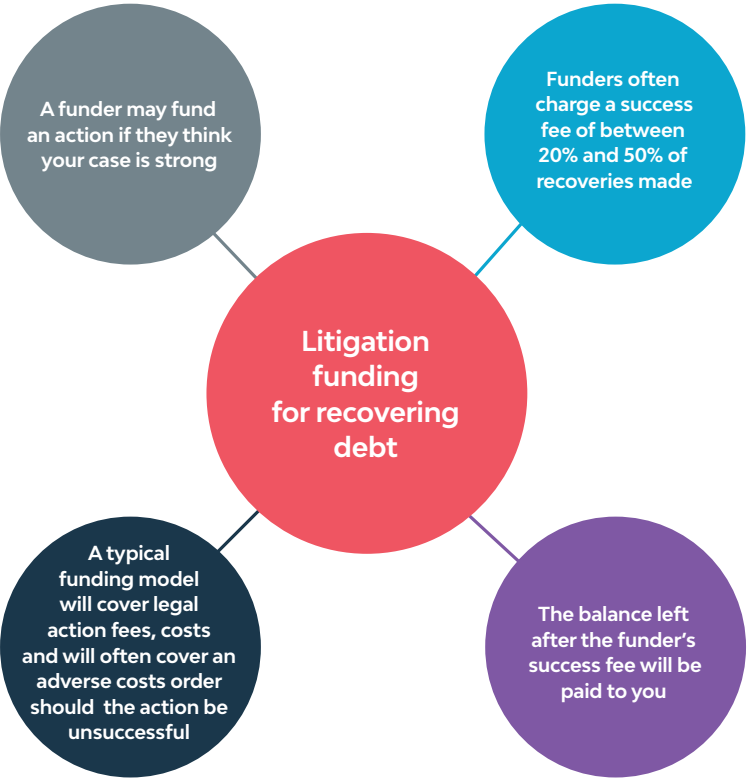 A funder may fund
an action if they think
your case is strong
Funders often
charge a success
fee of between
20% and 50% of
recoveries made
Litigation
funding
for recovering
debt
A typical
funding model
will cover legal
action fees, costs
and will often cover an
adverse costs order
should  the action be
unsuccessful
The balance left
after the funder's
success fee will be
paid to you